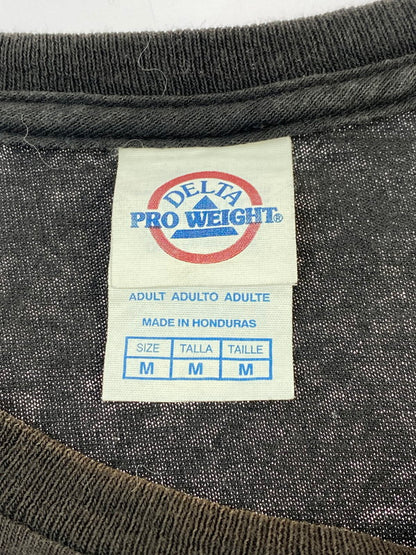 DELTA
PRO WEIGHT®
ADULT ADULTO ADULTE
MADE IN HONDURAS
SIZE TALLA TAILLE
M M M